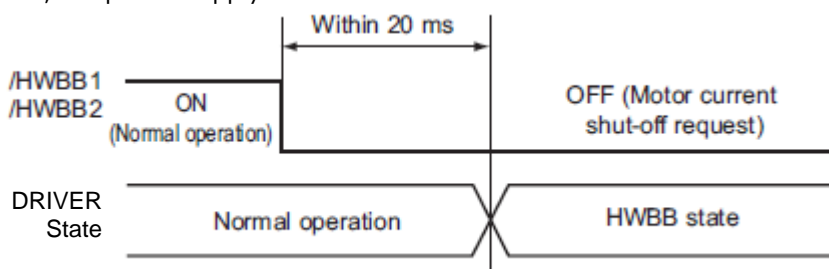 Within 20 ms
/HWBB1
/HWBB2
ON
(Normal operation)
OFF (Motor current
shut-off request)
DRIVER
State
Normal operation
HWBB state